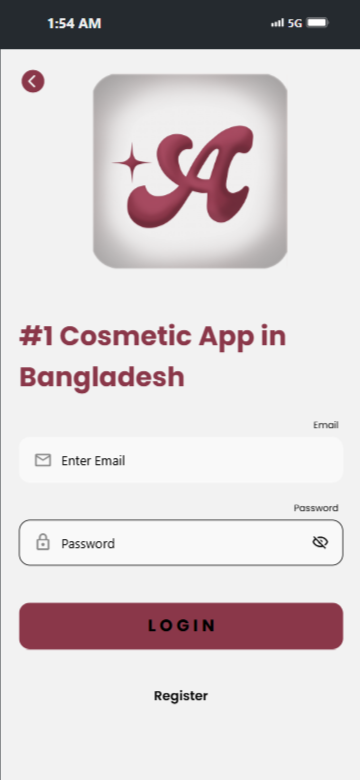 1:54 AM
5G
A
#1 Cosmetic App in
Bangladesh
Email
Enter Email
Password
Password
LOGIN
Register